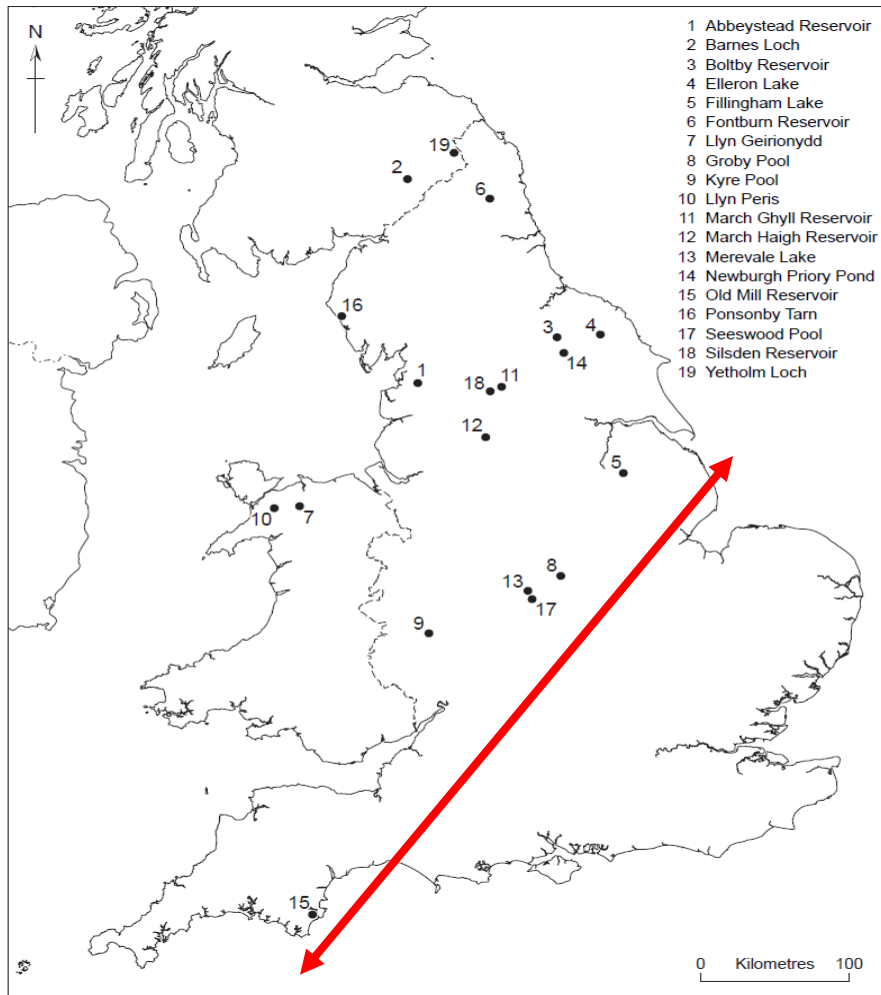 N
1 Abbeystead Reservoir
2 Barnes Loch
3 Boltby Reservoir
4 Elleron Lake
5 Fillingham Lake
6 Fontburn Reservoir
7 Llyn Geirionydd
8 Groby Pool
9 Kyre Pool
10 Llyn Peris
11 March Ghyll Reservoir
12 March Haigh Reservoir
13 Merevale Lake
14 Newburgh Priory Pond
15 Old Mill Reservoir
16 Ponsonby Tarn
17 Seeswood Pool
18 Silsden Reservoir
19 Yetholm Loch
19
2
6
16
3
4
14
1
18
11
12
5
10
7
8
13
17
9
15
0 Kilometres 100